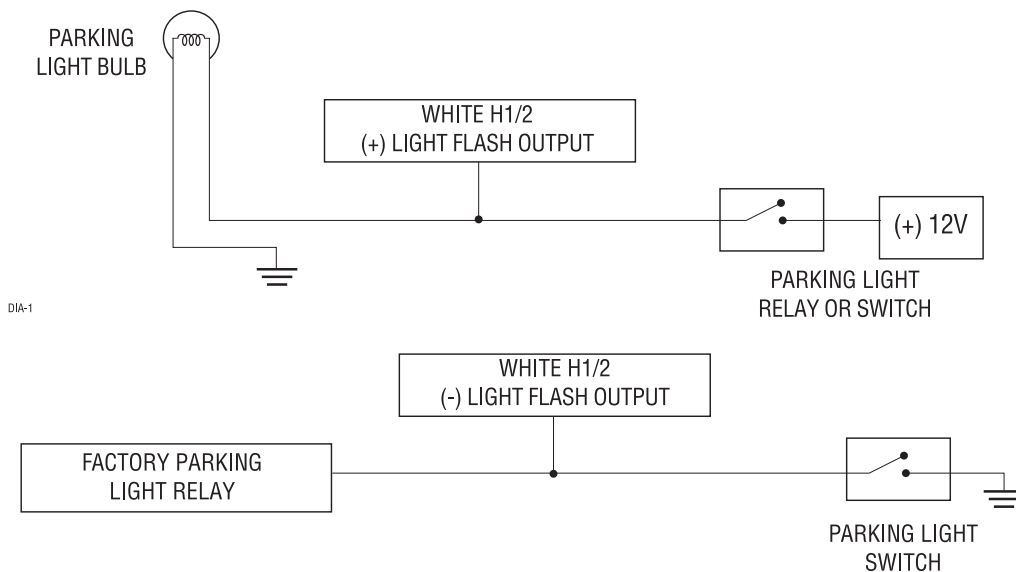 PARKING
LIGHT BULB
WHITE H1/2
(+) LIGHT FLASH OUTPUT
(+) 12V
PARKING LIGHT
RELAY OR SWITCH
DIA-1
WHITE H1/2
(-) LIGHT FLASH OUTPUT
FACTORY PARKING
LIGHT RELAY
PARKING LIGHT
SWITCH